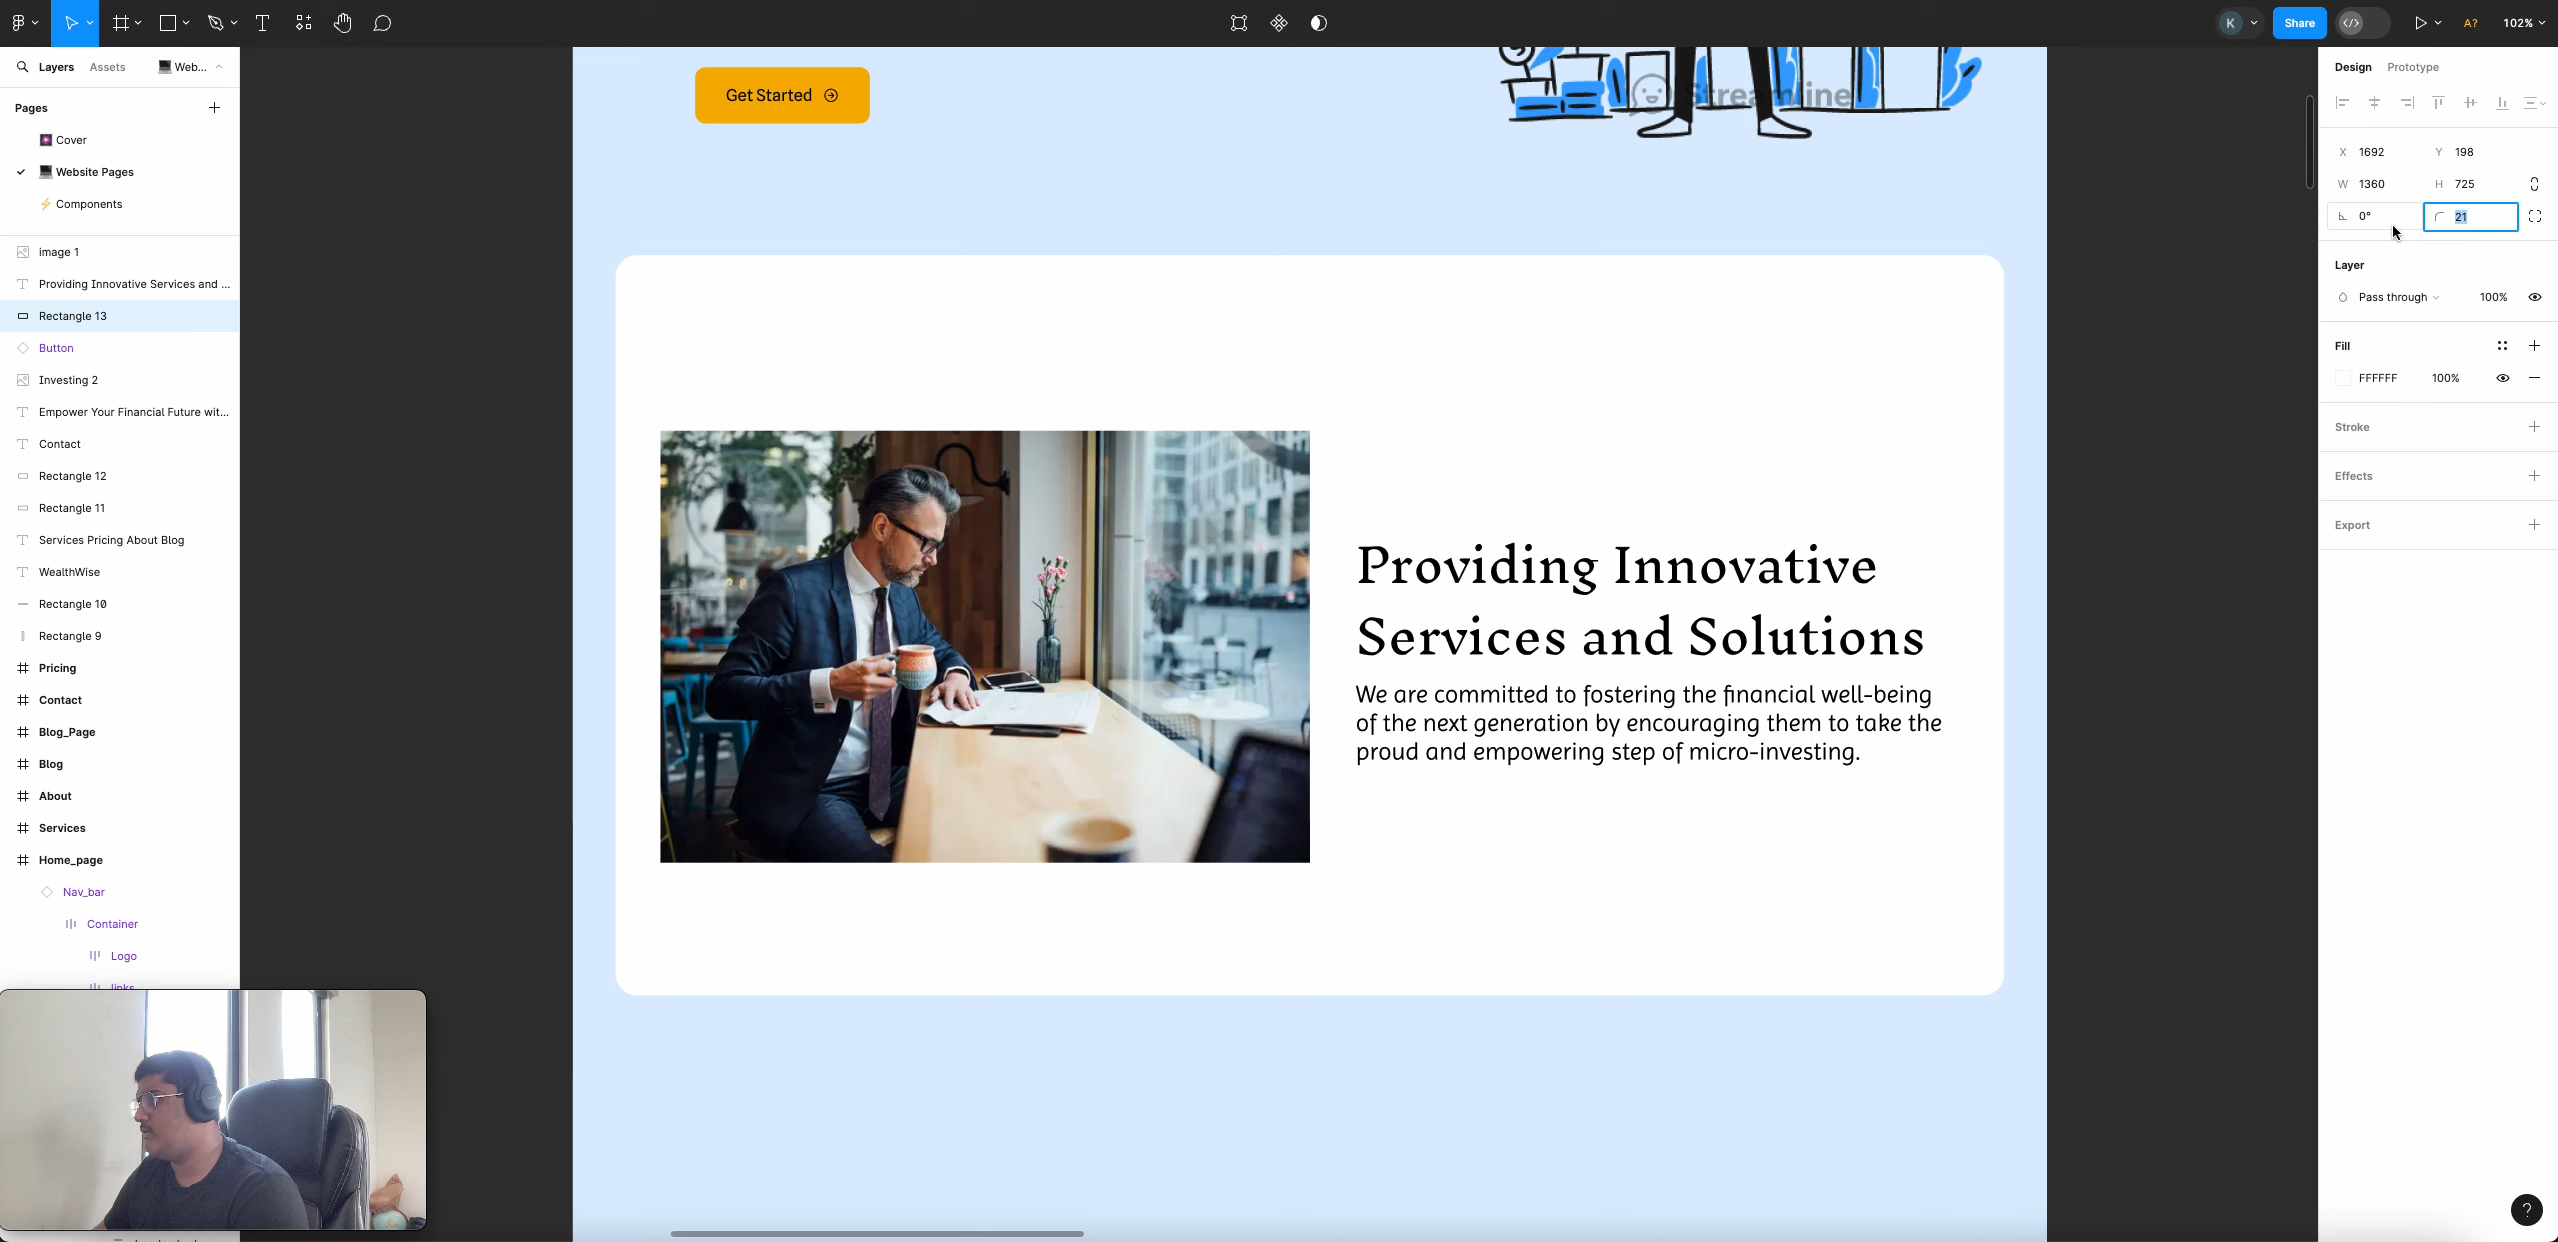 K
Share
A?
102%
Layers
Assets
Web...
Pages
Cover
Website Pages
Components
image 1
Providing Innovative Services and ...
Rectangle 13
Button
Investing 2
Empower Your Financial Future wit...
Contact
Rectangle 12
Rectangle 11
Services Pricing About Blog
WealthWise
Rectangle 10
Rectangle 9
Pricing
Contact
Blog_Page
Blog
About
Services
Home_page
Nav_bar
Container
Logo
links
Get Started
Streamline
Providing Innovative
Services and Solutions
We are committed to fostering the financial well-being
of the next generation by encouraging them to take the
proud and empowering step of micro-investing.
Design
Prototype
X 1692
Y 198
W 1360
H 725
0°
21
Layer
Pass through
100%
Fill
FFFFFF
100%
Stroke
Effects
Export
?